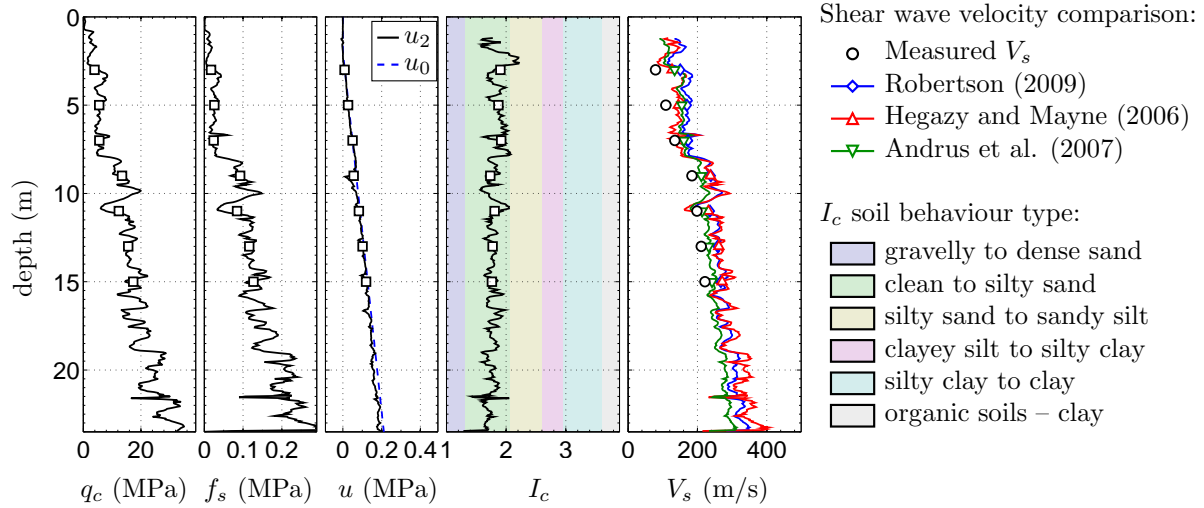 0
5
10
15
20
depth (m)
0 20
q_c (MPa)
0 0.1 0.2
f_s (MPa)
u_2
u_0
0 0.2 0.4
u (MPa)
1 2 3
I_c
0 200 400
V_s (m/s)
Shear wave velocity comparison:
Measured V_s
Robertson (2009)
Hegazy and Mayne (2006)
Andrus et al. (2007)
I_c soil behaviour type:
gravelly to dense sand
clean to silty sand
silty sand to sandy silt
clayey silt to silty clay
silty clay to clay
organic soils – clay